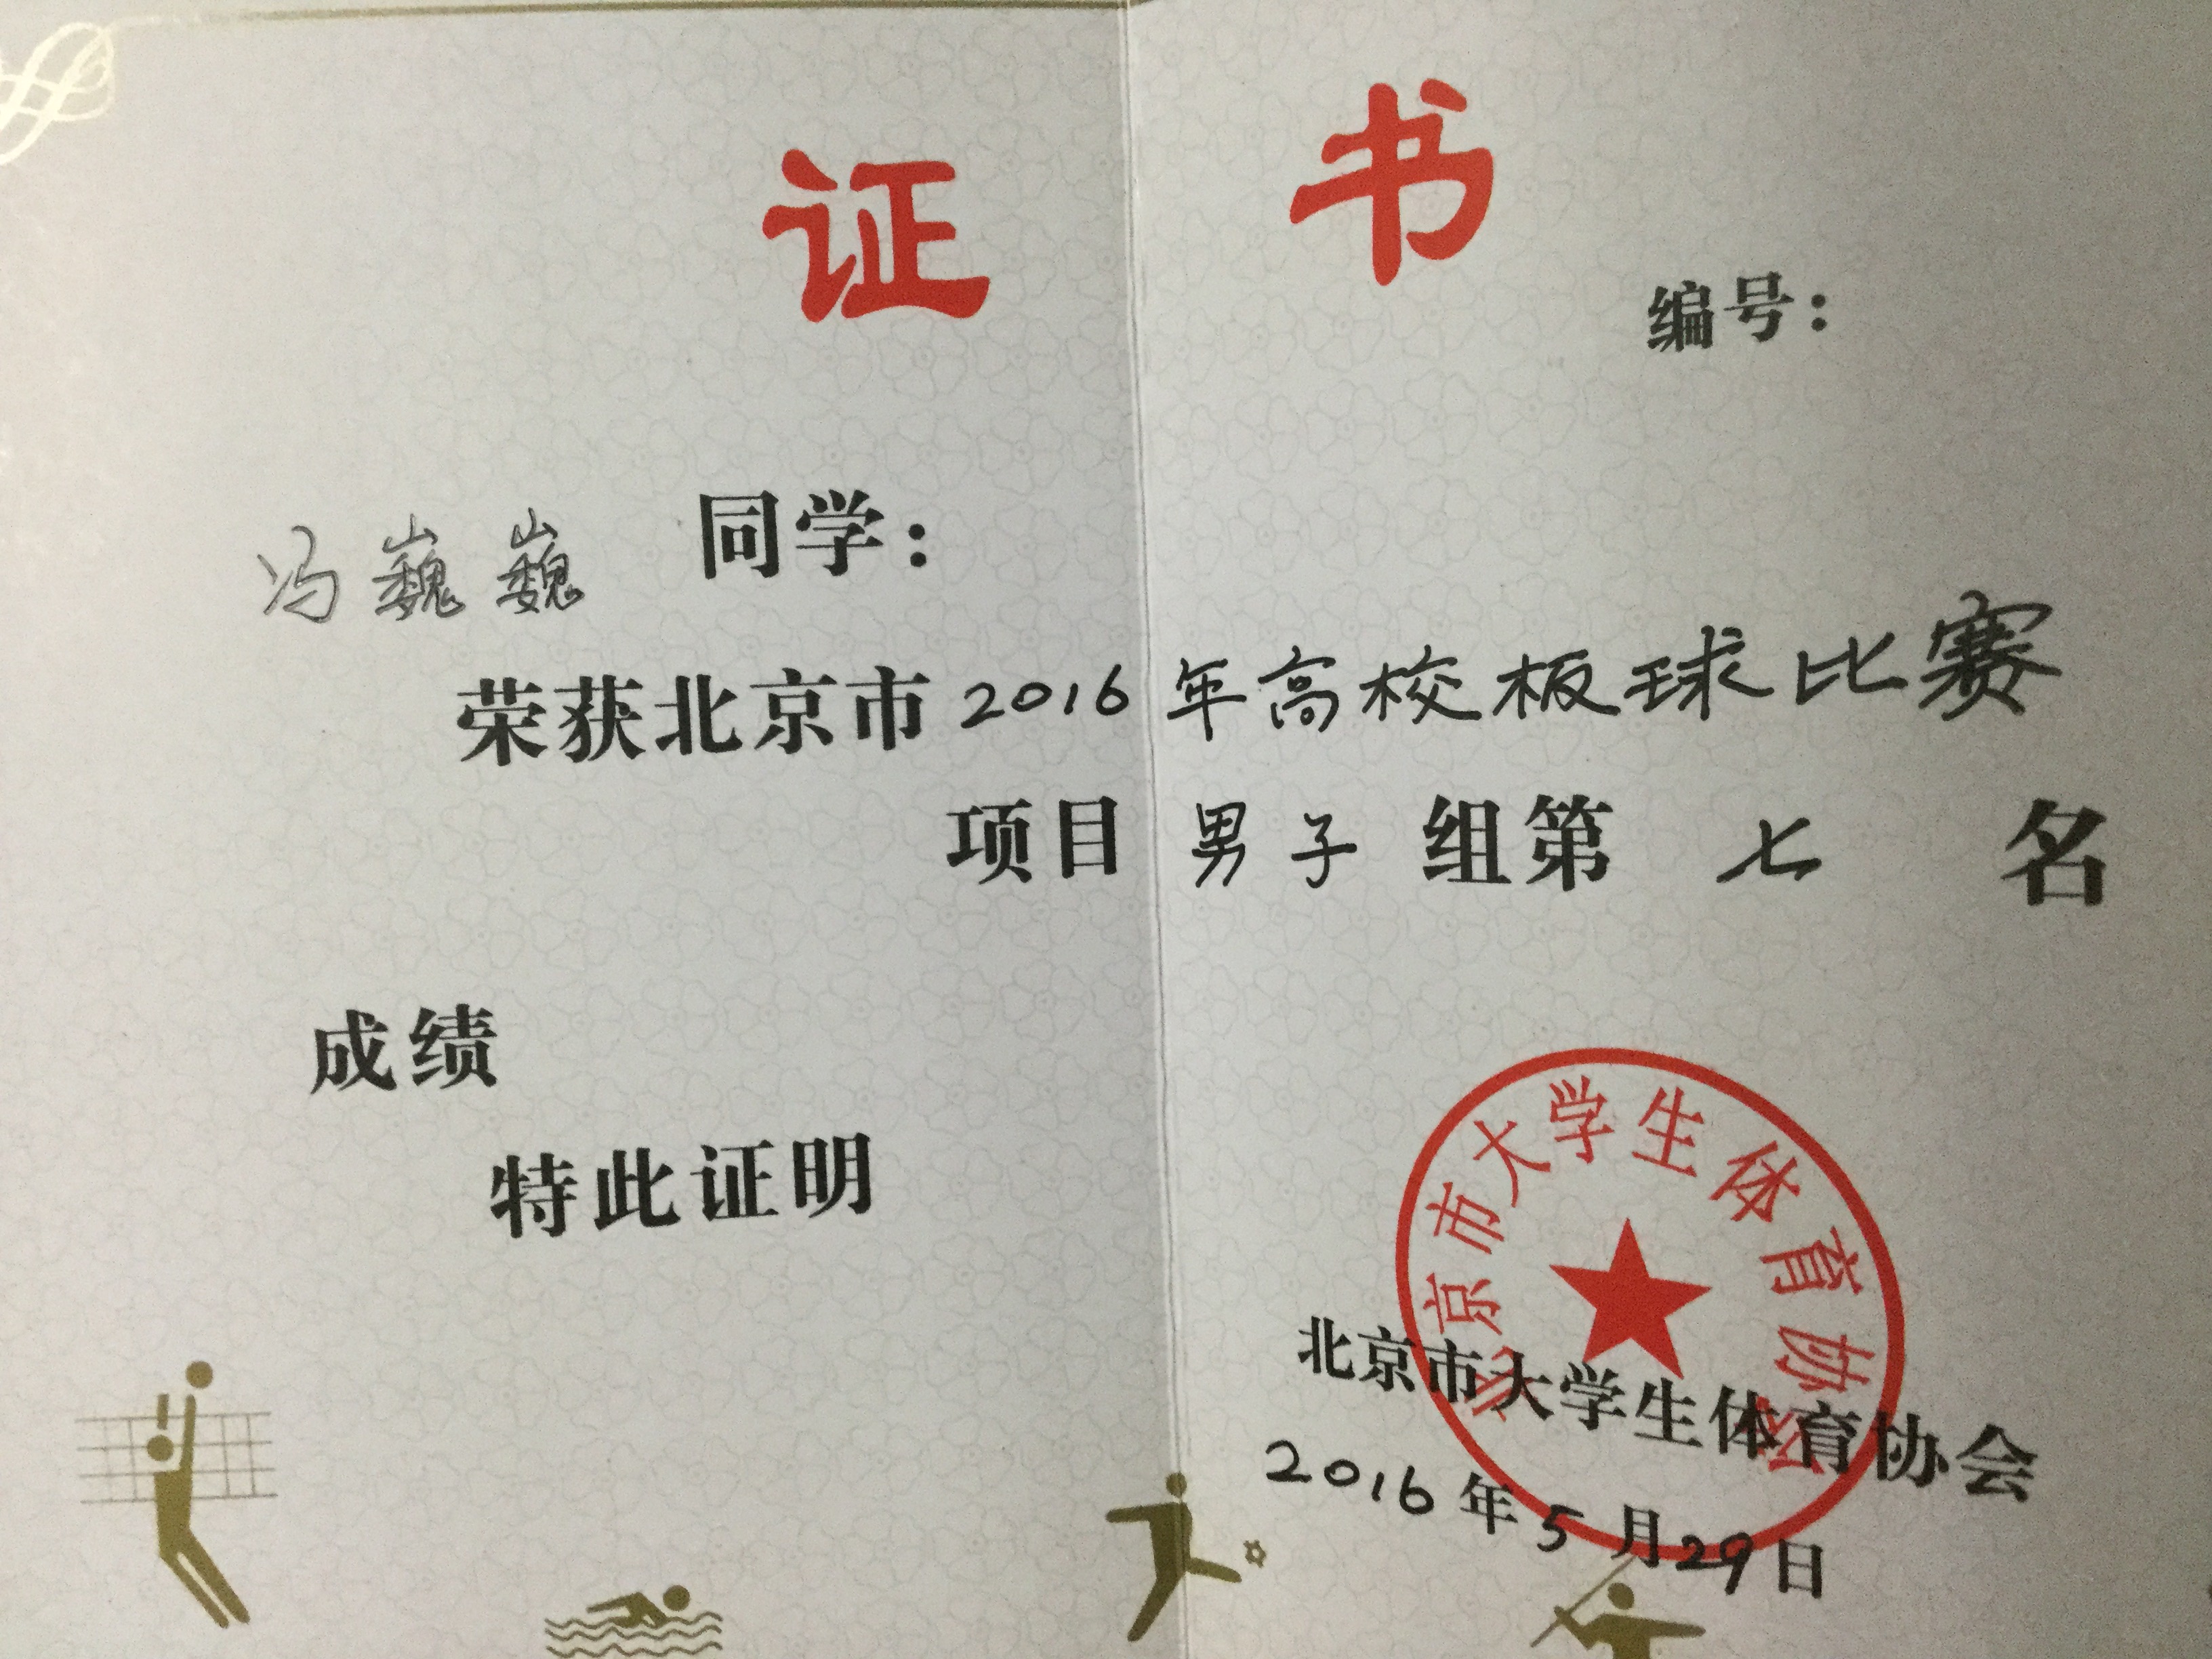 证书
编号：
冯巍巍 同学：
荣获北京市2016年高校板球比赛
项目 男子 组第 七 名
成绩
特此证明
北京市大学生体育协会
北京市大学生体育协会
2016年5月29日